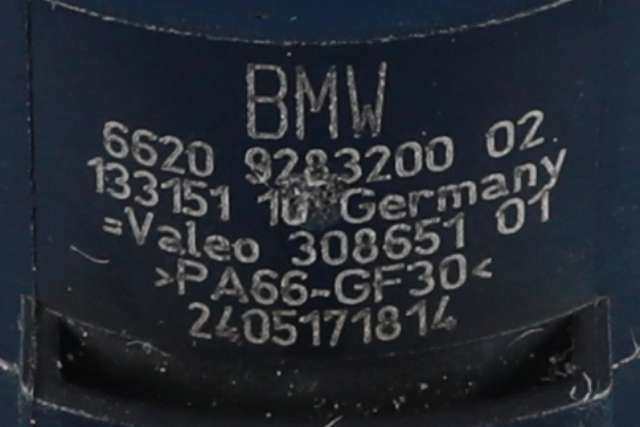 BMW
6620 9283200 02
133151 10 Germany
=Valeo 308651 01
>PA66-GF30<
2405171814